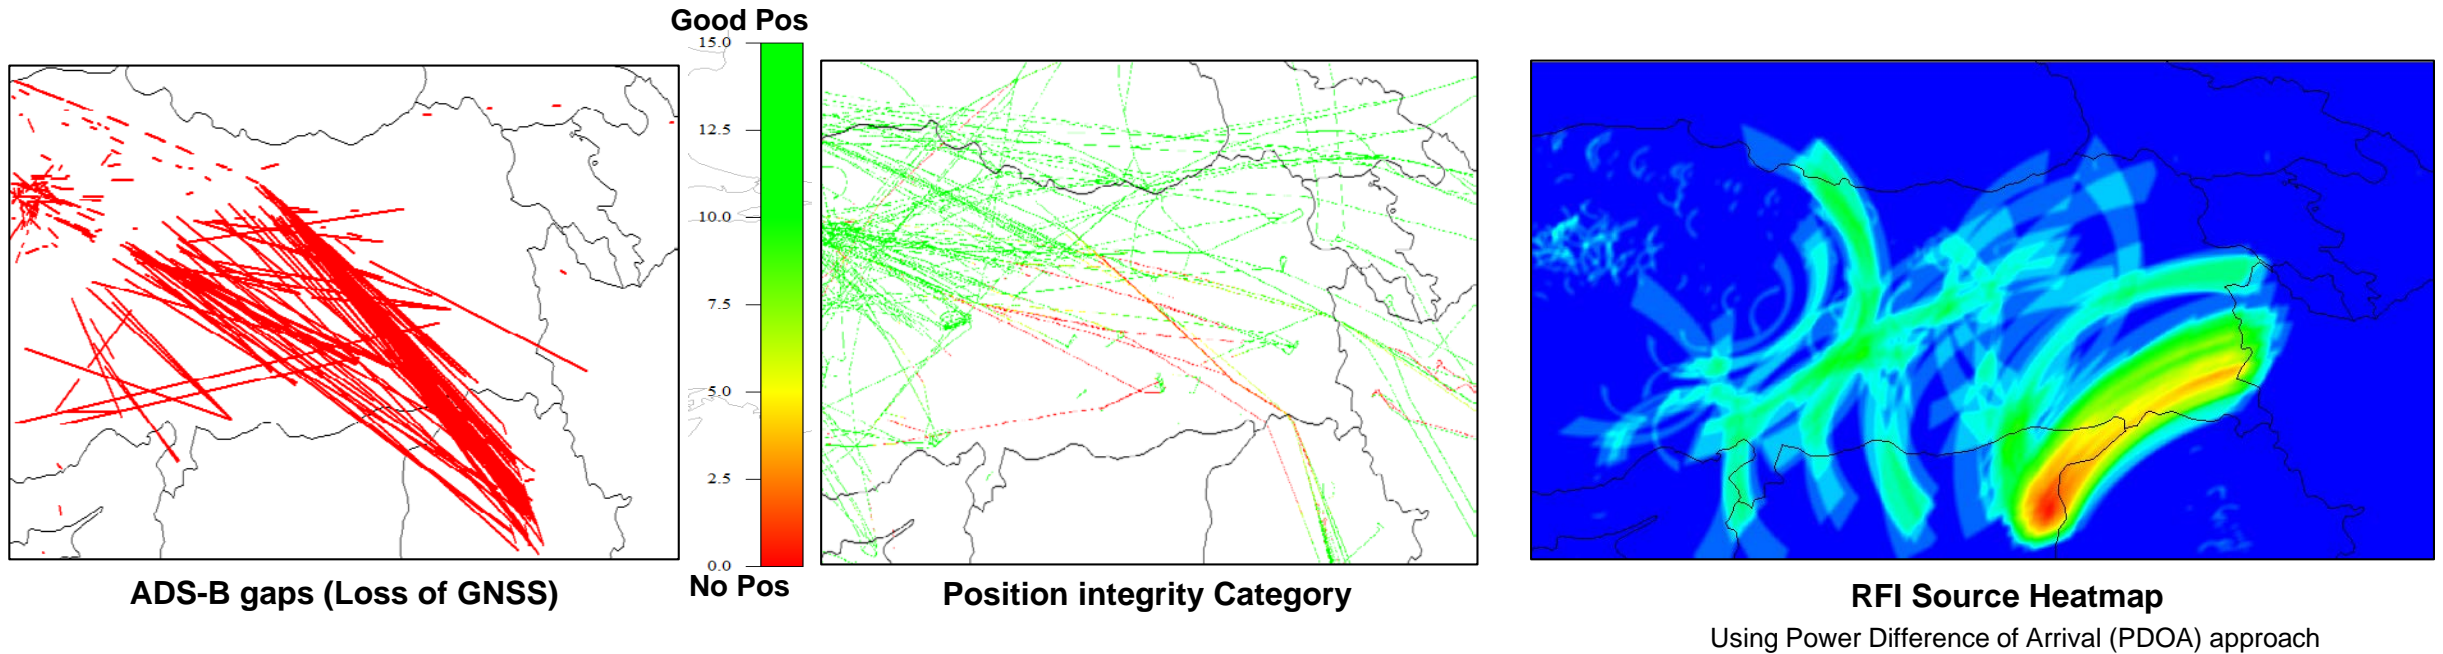 Good Pos
15.0
12.5
10.0
7.5
5.0
2.5
0.0
No Pos
ADS-B gaps (Loss of GNSS)
Position integrity Category
RFI Source Heatmap
Using Power Difference of Arrival (PDOA) approach